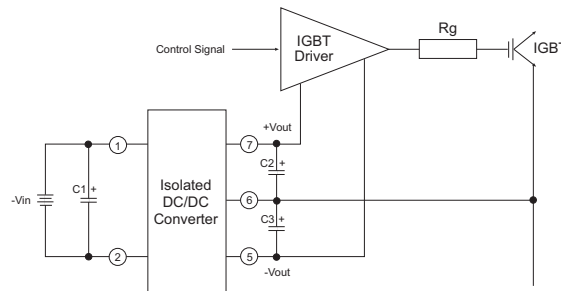 Rg
IGBT
Driver
IGBT
Control Signal
+Vout
1
7
C2 +
C1 +
Isolated
DC/DC
Converter
-Vin
6
C3 +
2
5
-Vout